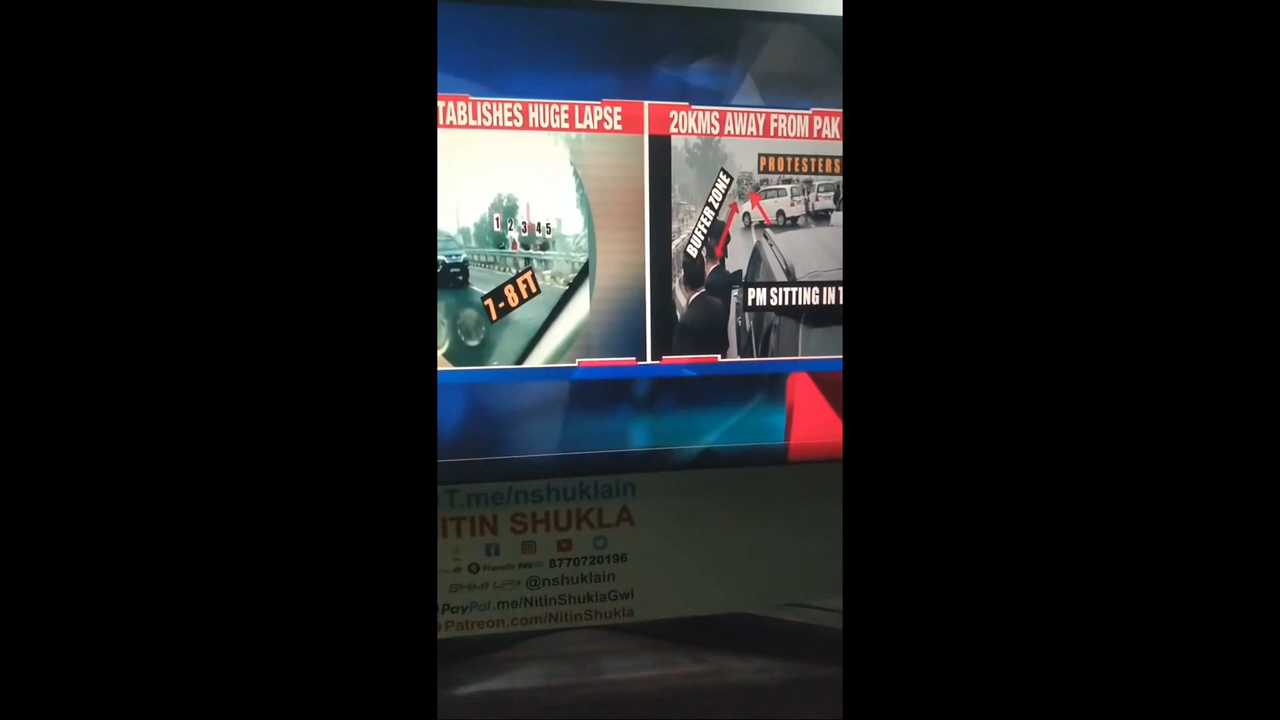 TABLISHES HUGE LAPSE
20KMS AWAY FROM PAK
PROTESTERS
BUFFER ZONE
1 2 3 4 5
7-8 FT
PM SITTING IN T
T.me/nshuklain
ITIN SHUKLA
8770720196
@nshuklain
PayPal.me/NitinShuklaGwl
Patreon.com/NitinShukla